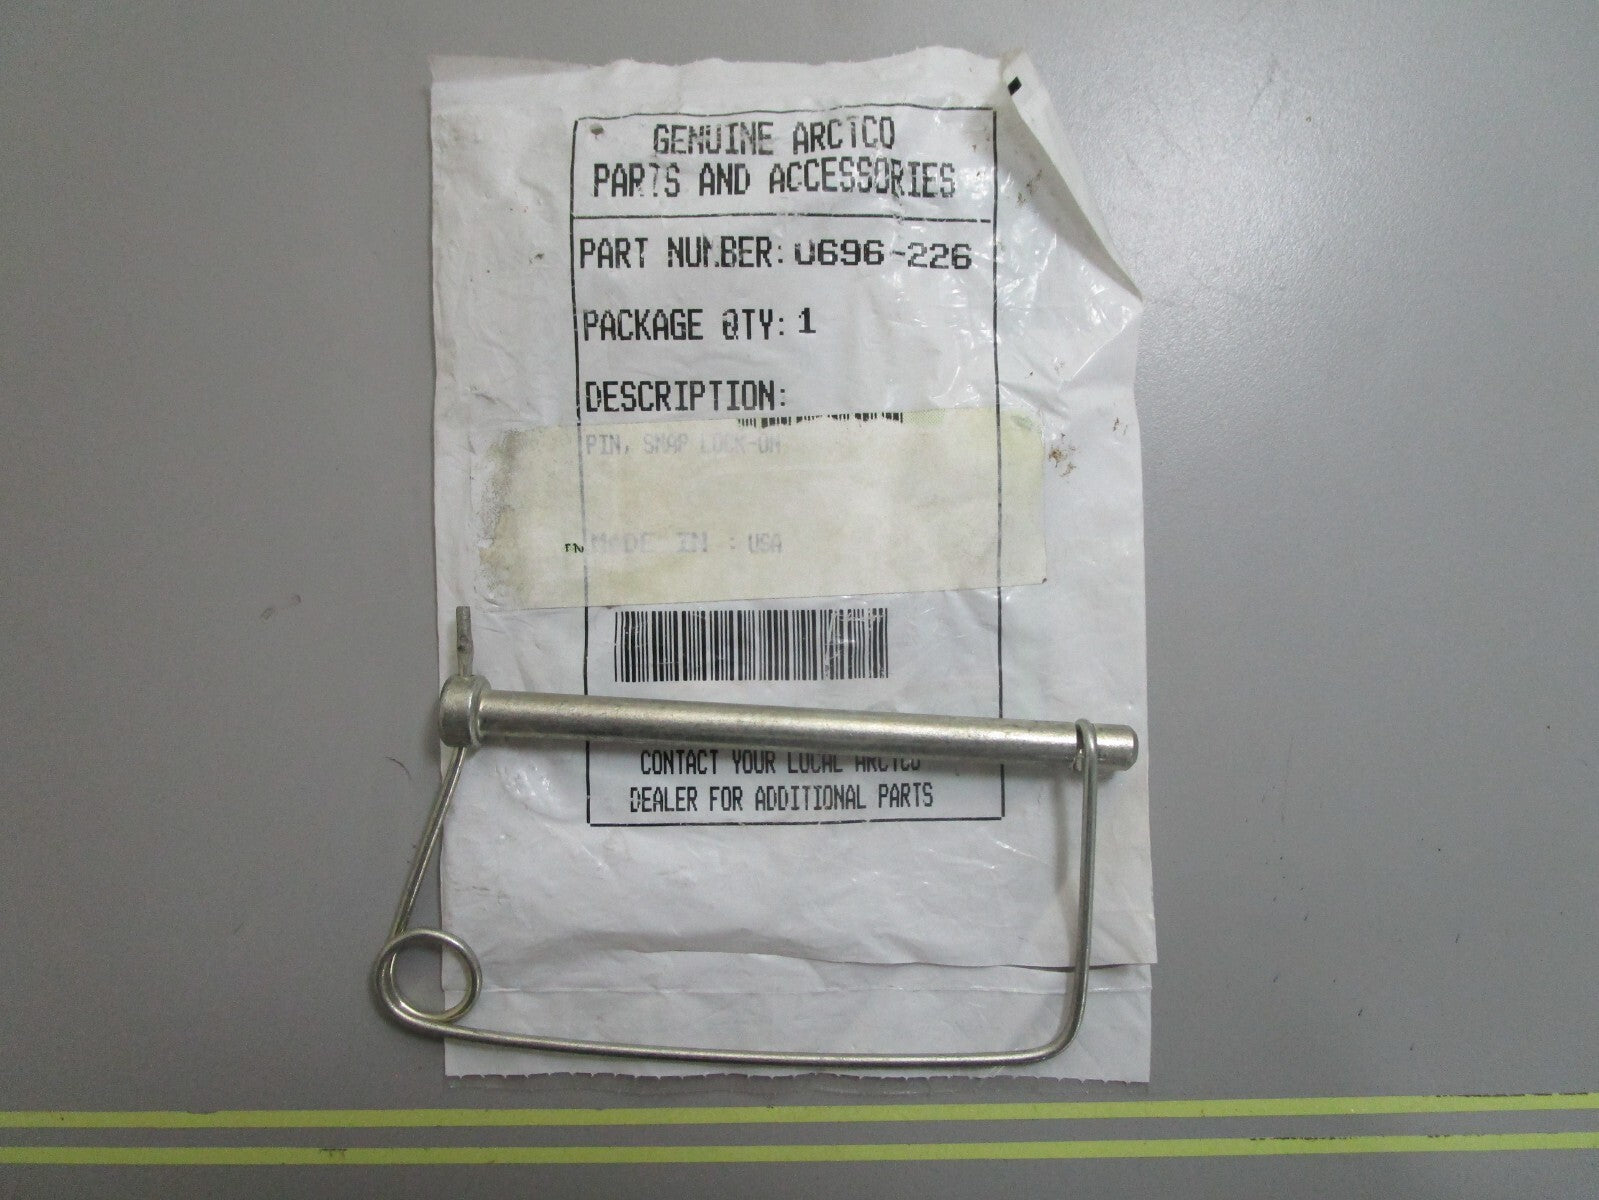 GENUINE ARCTCO
PARTS AND ACCESSORIES
PART NUMBER: 0696-226
PACKAGE QTY: 1
DESCRIPTION:
PIN, SNAP LOCK-ON
MADE IN : USA
CONTACT YOUR LOCAL ARCTCO
DEALER FOR ADDITIONAL PARTS